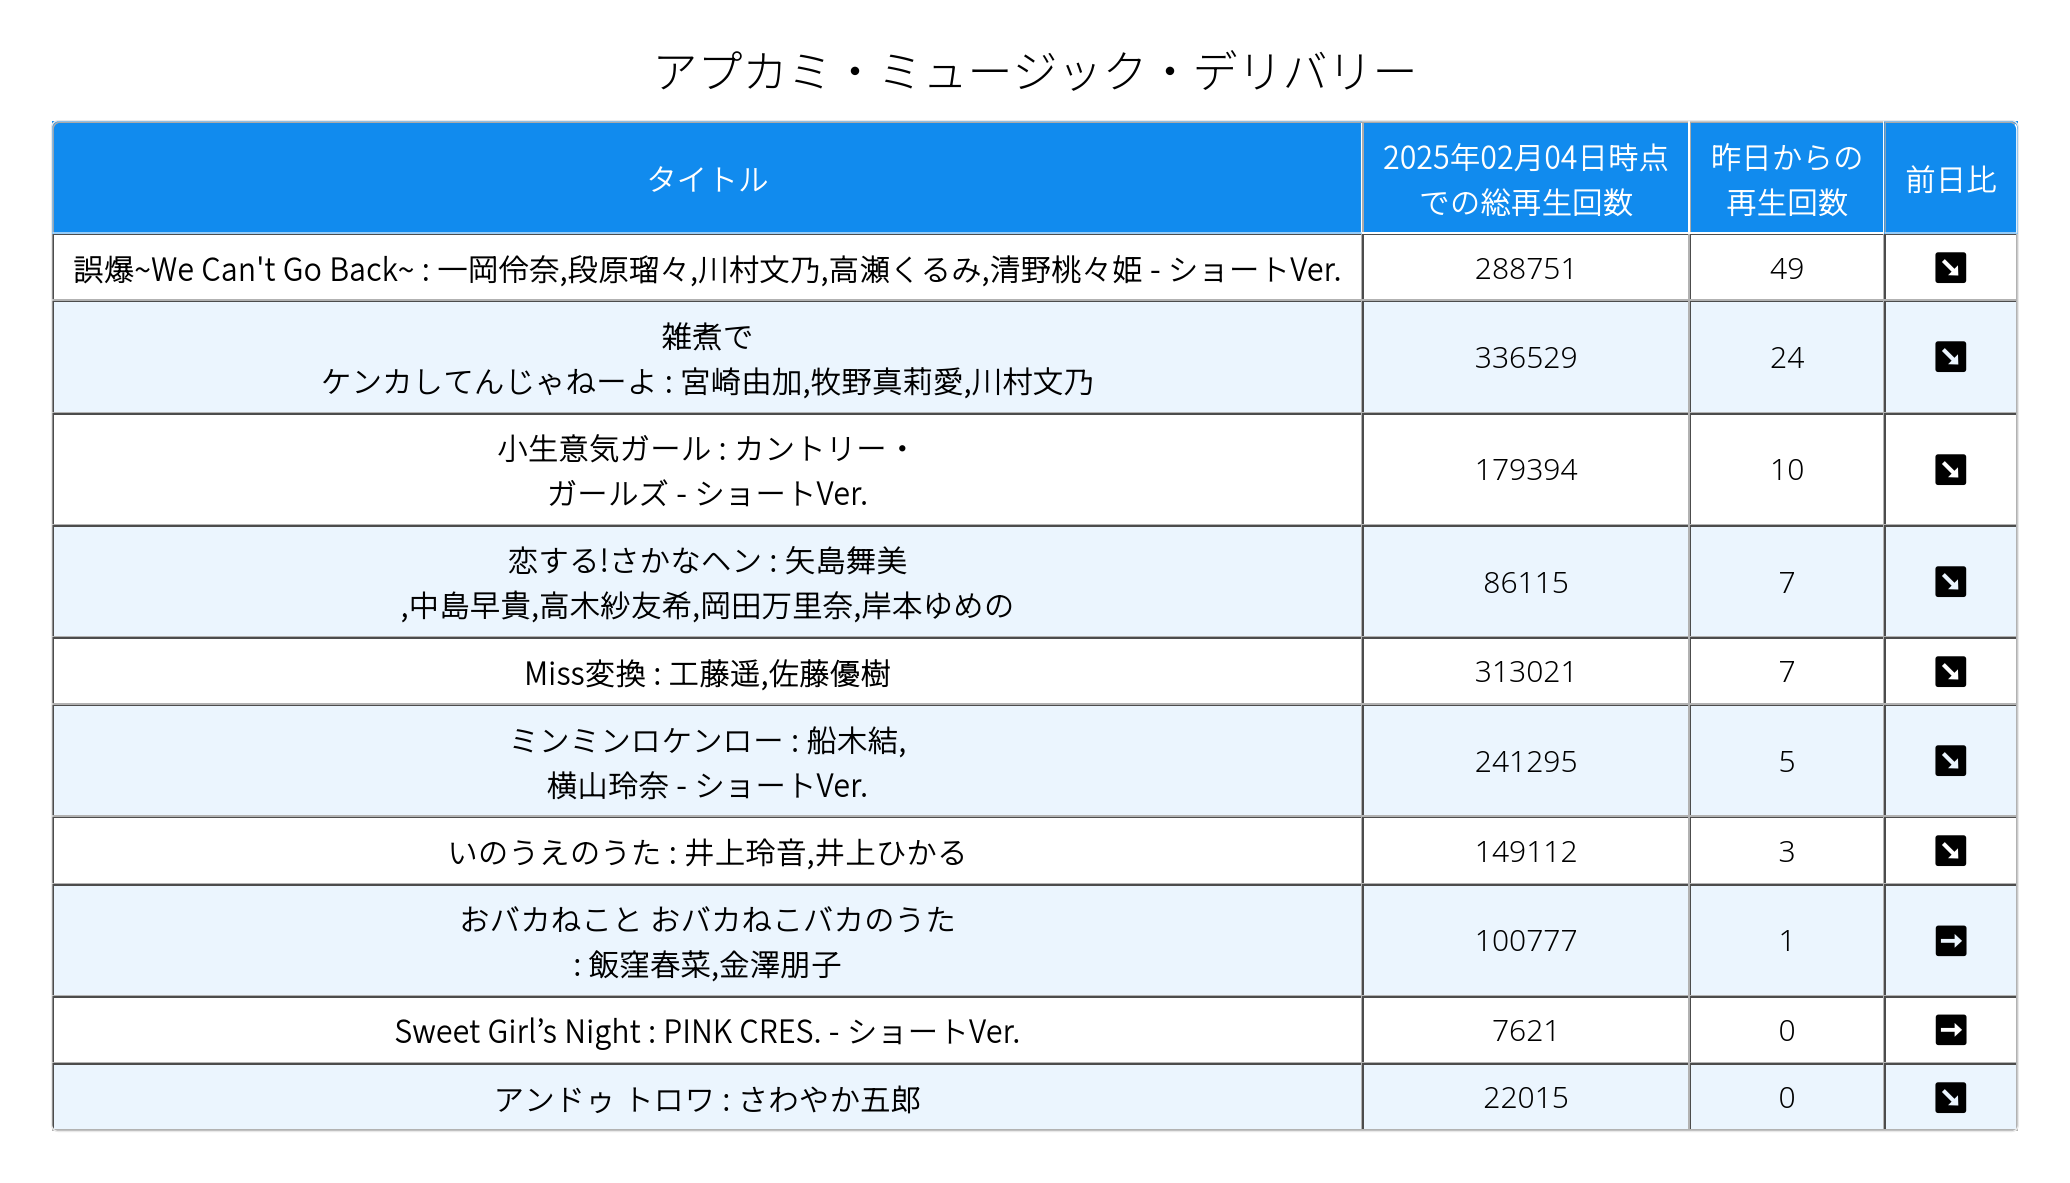 アプカミ・ミュージック・デリバリー
タイトル
2025年02月04日時点
での総再生回数
昨日からの
再生回数
前日比
誤爆~We Can't Go Back~ : 一岡伶奈,段原瑠々,川村文乃,高瀬くるみ,清野桃々姫 - ショートVer.
288751
49
雑煮で
ケンカしてんじゃねーよ : 宮崎由加,牧野真莉愛,川村文乃
336529
24
小生意気ガール : カントリー・
ガールズ - ショートVer.
179394
10
恋する!さかなヘン : 矢島舞美
,中島早貴,高木紗友希,岡田万里奈,岸本ゆめの
86115
7
Miss変換 : 工藤遥,佐藤優樹
313021
7
ミンミンロケンロー : 船木結,
横山玲奈 - ショートVer.
241295
5
いのうえのうた : 井上玲音,井上ひかる
149112
3
おバカねこと おバカねこバカのうた
: 飯窪春菜,金澤朋子
100777
1
Sweet Girl’s Night : PINK CRES. - ショートVer.
7621
0
アンドゥ トロワ : さわやか五郎
22015
0